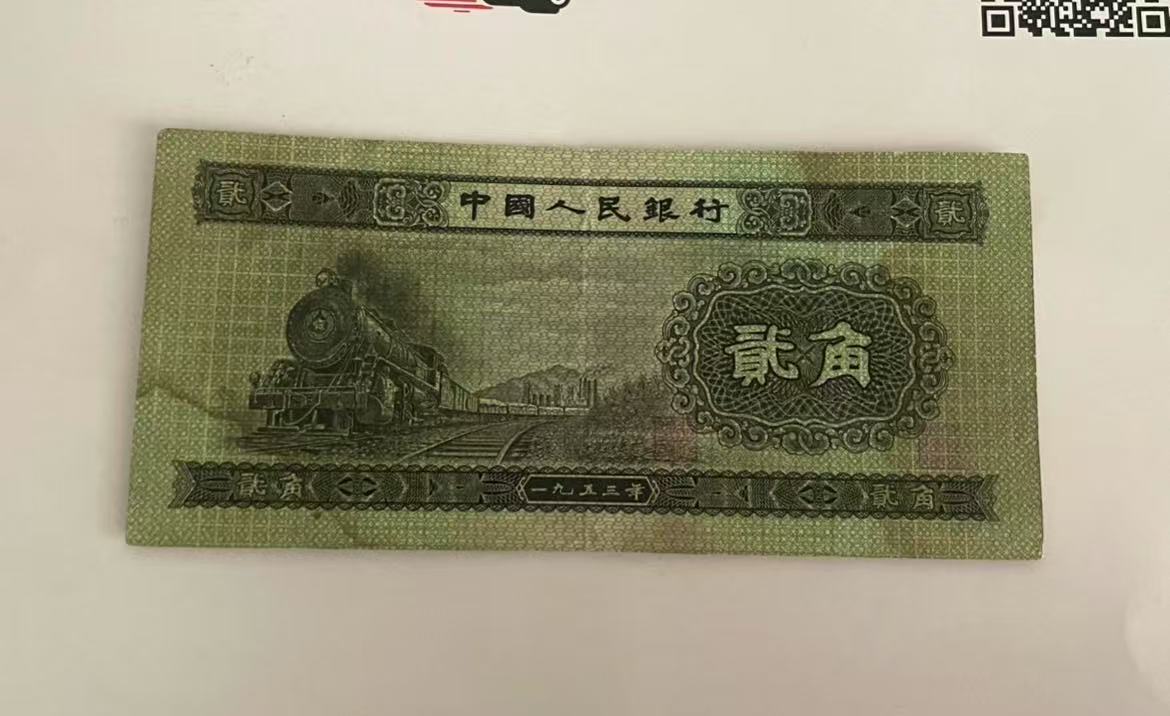 貳 中國人民銀行 貳
貳角
貳角 一九五三年 貳角